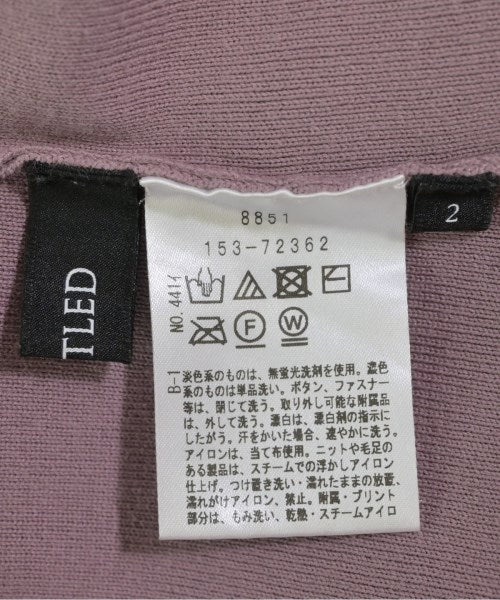 TLED
8851
153-72362
2
NO. 4411
F
W
B-1
淡色系のものは、無蛍光洗剤を使用。濃色
系のものは単品洗い。ボタン、ファスナー
等は、閉じて洗う。取り外し可能な附属品
は、外して洗う。漂白は、漂白剤の指示に
したがう。汗をかいた場合、速やかに洗う。
アイロンは、当て布使用。ニットや毛足の
ある製品は、スチームでの浮かしアイロン
仕上げ。つけ置き洗い・濡れたままの放置、
濡れがけアイロン、禁止。附属・プリント
部分は、もみ洗い、乾熱・スチームアイロ